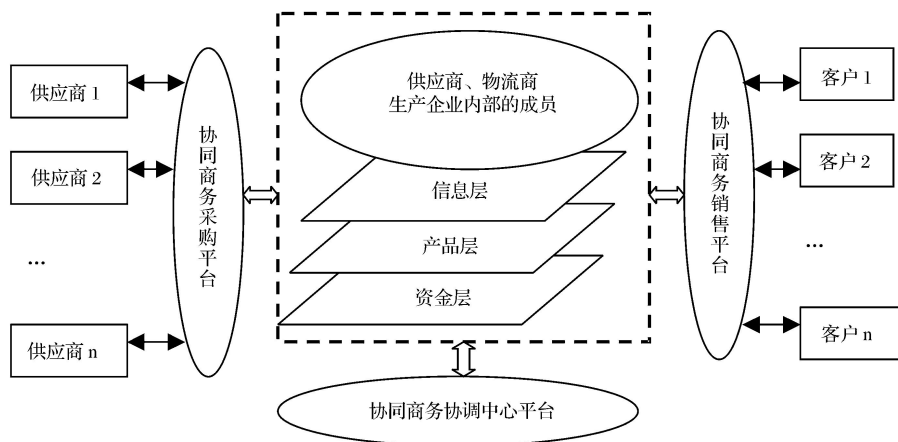 供应商 1
供应商 2
...
供应商 n
协同商务采购平台
供应商、物流商
生产企业内部的成员
信息层
产品层
资金层
协同商务协调中心平台
协同商务销售平台
客户 1
客户 2
...
客户 n